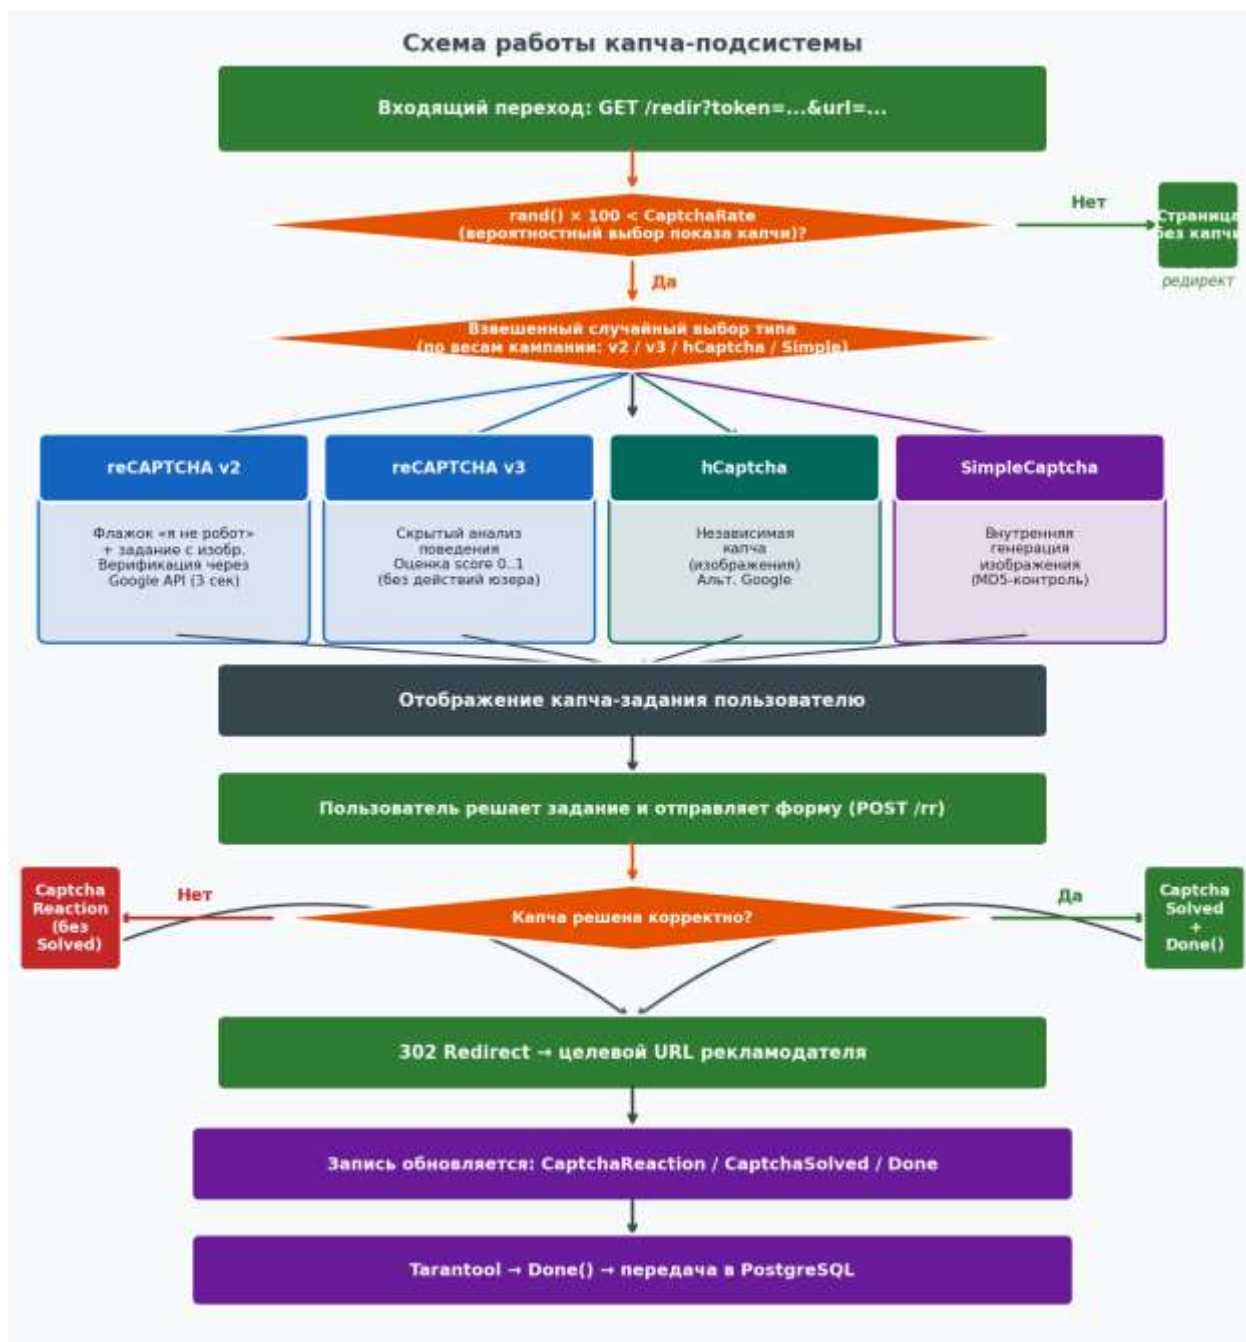 Схема работы капча-подсистемы
Входящий переход: GET /redir?token=...&url=...
rand() × 100 < CaptchaRate
(вероятностный выбор показа капчи)?
Нет
Страница
без капчи
редирект
Да
Взвешенный случайный выбор типа
(по весам кампании: v2 / v3 / hCaptcha / Simple)
reCAPTCHA v2
Флажок «я не робот»
+ задание с изобр.
Верификация через
Google API (3 сек)
reCAPTCHA v3
Скрытый анализ
поведения
Оценка score 0..1
(без действий юзера)
hCaptcha
Независимая
капча
(изображения)
Альт. Google
SimpleCaptcha
Внутренняя
генерация
изображения
(MD5-контроль)
Отображение капча-задания пользователю
Пользователь решает задание и отправляет форму (POST /rr)
Captcha
Reaction
(без
Solved)
Нет
Капча решена корректно?
Да
Captcha
Solved
+
Done()
302 Redirect → целевой URL рекламодателя
Запись обновляется: CaptchaReaction / CaptchaSolved / Done
Tarantool → Done() → передача в PostgreSQL